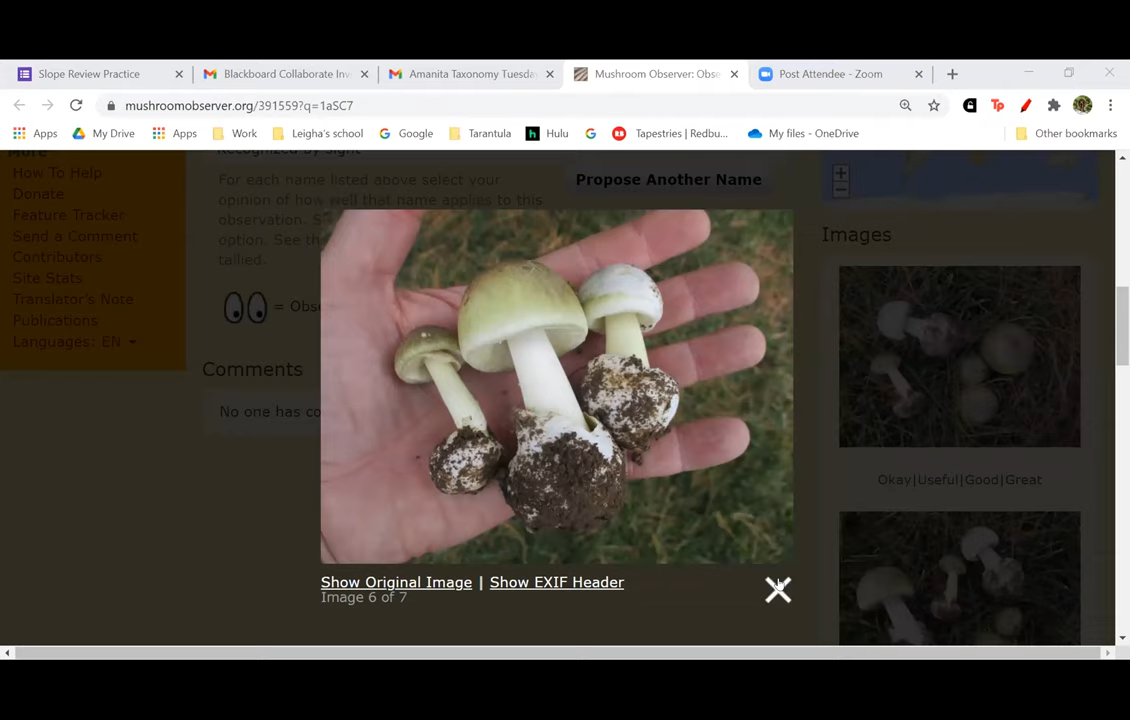 Slope Review Practice
Blackboard Collaborate Inv
Amanita Taxonomy Tuesda
Mushroom Observer: Obse
Post Attendee - Zoom
mushroomobserver.org/391559?q=1aSC7
Apps
My Drive
Apps
Work
Leigha's school
Google
Tarantula
Hulu
Tapestries | Redbu...
My files - OneDrive
Other bookmarks
More
How To Help
Donate
Feature Tracker
Send a Comment
Contributors
Site Stats
Translator's Note
Publications
Languages: EN
Recognized by sight
For each name listed above select your
opinion of how well that name applies to this
observation. S
option. See th
tallied.
= Obse
Propose Another Name
Comments
No one has co
Show Original Image | Show EXIF Header
Image 6 of 7
Images
Okay|Useful|Good|Great